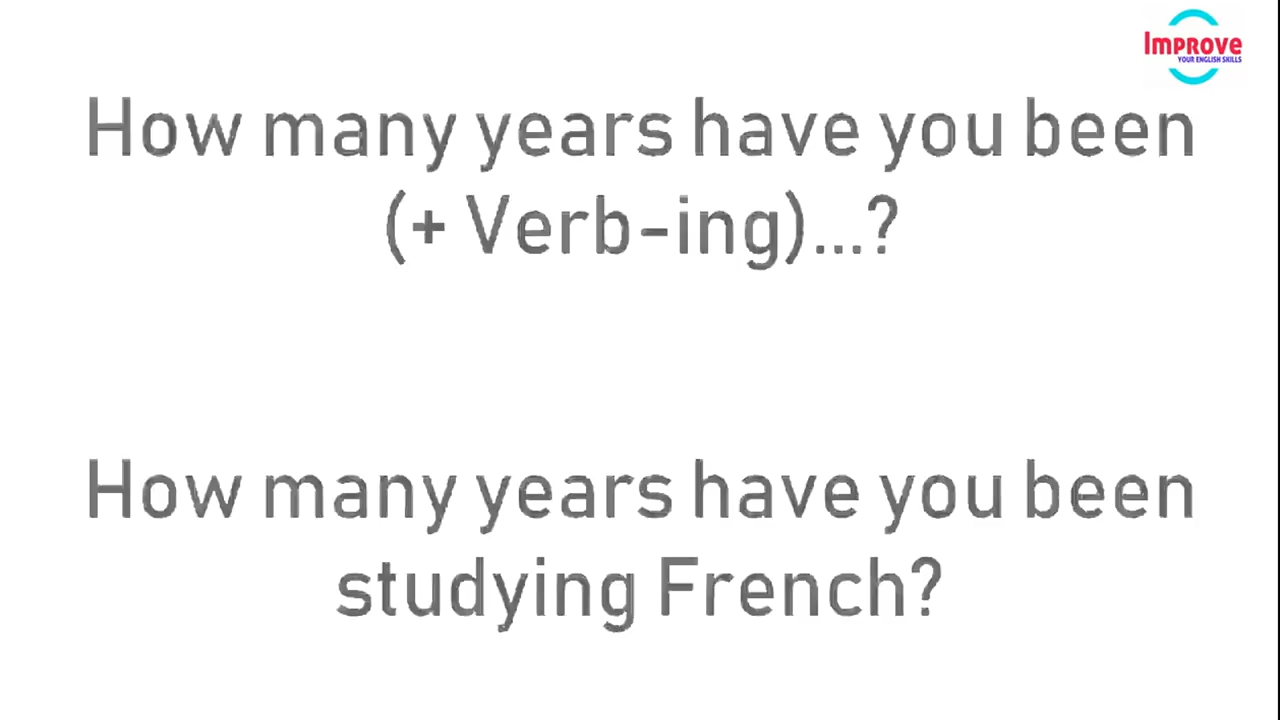 Improve
YOUR ENGLISH SKILLS
How many years have you been
(+ Verb-ing)...?
How many years have you been
studying French?